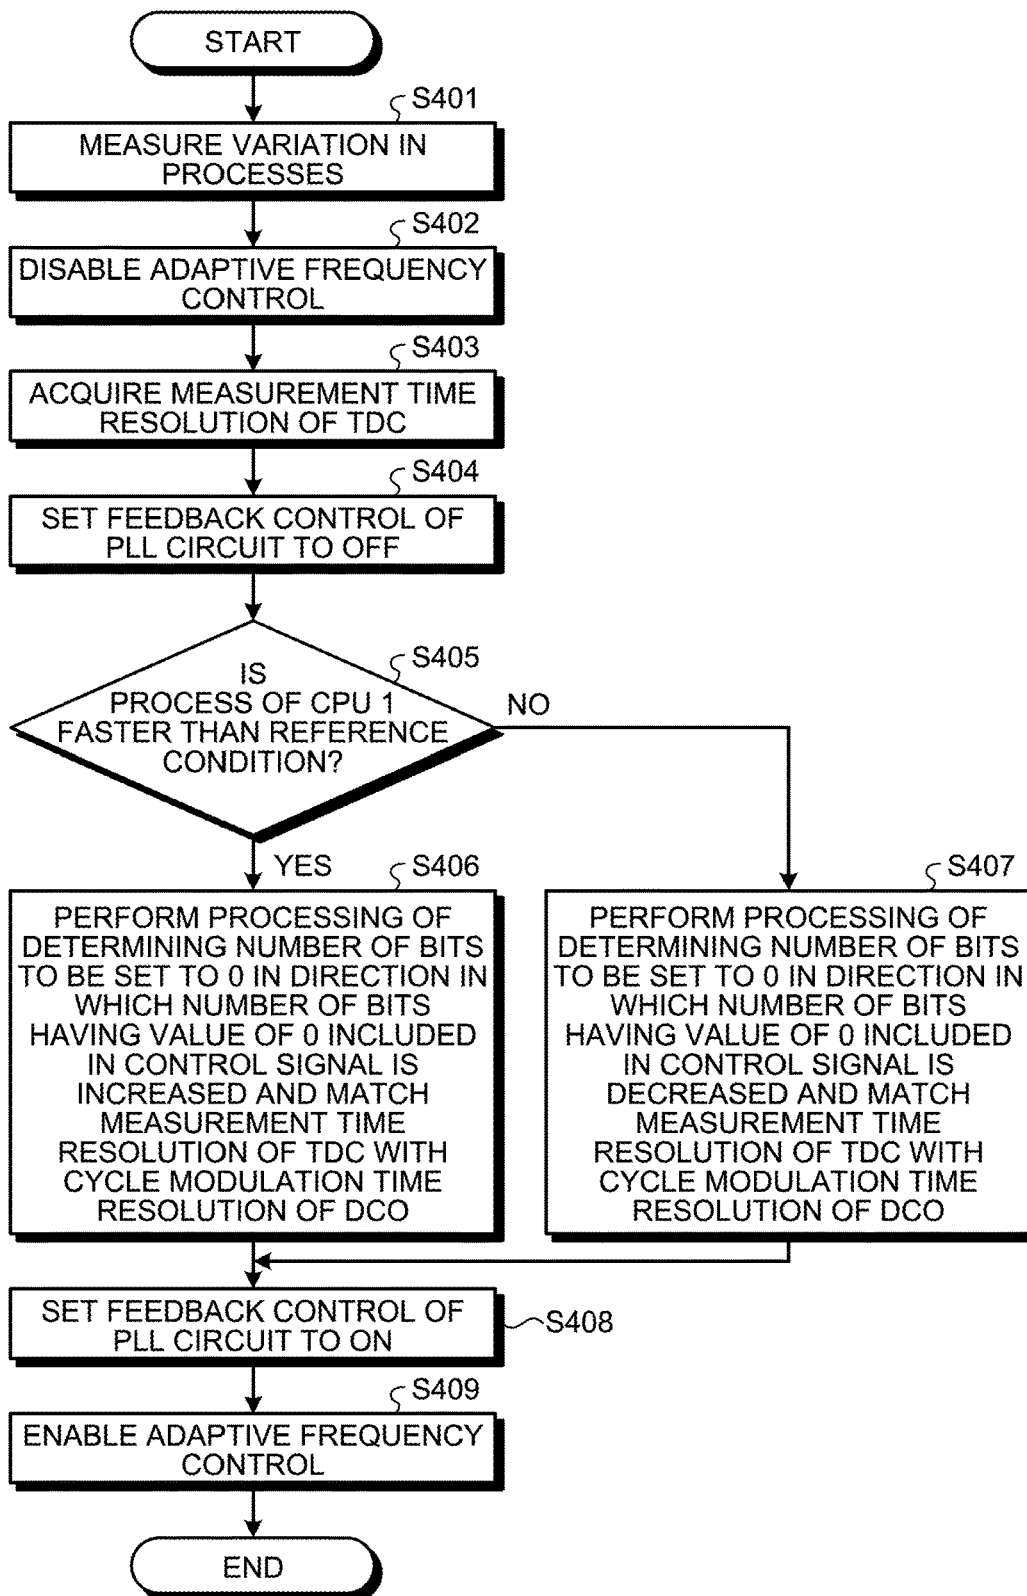 START
S401
MEASURE VARIATION IN
PROCESSES
S402
DISABLE ADAPTIVE FREQUENCY
CONTROL
S403
ACQUIRE MEASUREMENT TIME
RESOLUTION OF TDC
S404
SET FEEDBACK CONTROL OF
PLL CIRCUIT TO OFF
S405
IS
PROCESS OF CPU 1
FASTER THAN REFERENCE
CONDITION?
NO
YES
S406
PERFORM PROCESSING OF
DETERMINING NUMBER OF BITS
TO BE SET TO 0 IN DIRECTION IN
WHICH NUMBER OF BITS
HAVING VALUE OF 0 INCLUDED
IN CONTROL SIGNAL IS
INCREASED AND MATCH
MEASUREMENT TIME
RESOLUTION OF TDC WITH
CYCLE MODULATION TIME
RESOLUTION OF DCO
S407
PERFORM PROCESSING OF
DETERMINING NUMBER OF BITS
TO BE SET TO 0 IN DIRECTION IN
WHICH NUMBER OF BITS
HAVING VALUE OF 0 INCLUDED
IN CONTROL SIGNAL IS
DECREASED AND MATCH
MEASUREMENT TIME
RESOLUTION OF TDC WITH
CYCLE MODULATION TIME
RESOLUTION OF DCO
SET FEEDBACK CONTROL OF
PLL CIRCUIT TO ON
S408
S409
ENABLE ADAPTIVE FREQUENCY
CONTROL
END